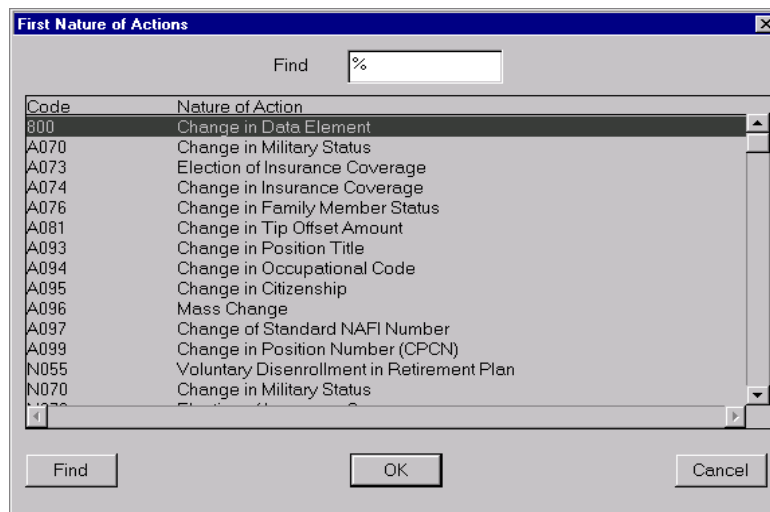 First Nature of Actions
Find %
Code Nature of Action
800 Change in Data Element
A070 Change in Military Status
A073 Election of Insurance Coverage
A074 Change in Insurance Coverage
A076 Change in Family Member Status
A081 Change in Tip Offset Amount
A093 Change in Position Title
A094 Change in Occupational Code
A095 Change in Citizenship
A096 Mass Change
A097 Change of Standard NAFI Number
A099 Change in Position Number (CPCN)
N055 Voluntary Disenrollment in Retirement Plan
N070 Change in Military Status
Find OK Cancel